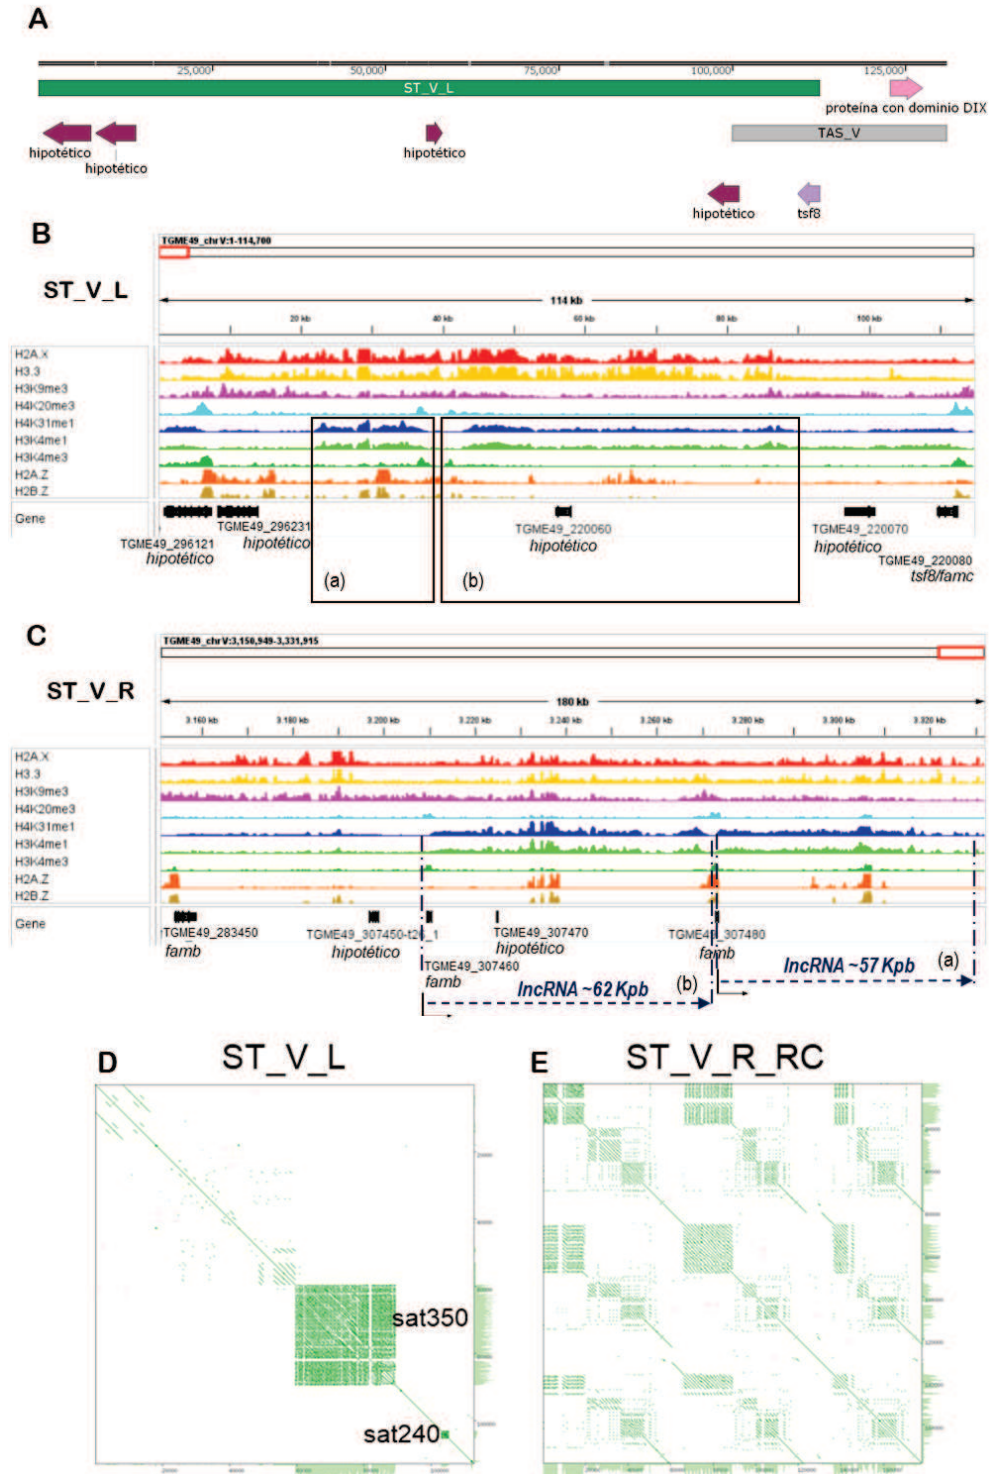 A
25,000
50,000
75,000
100,000
125,000
ST_V_L
proteína con dominio DIX
TAS_V
hipotético
hipotético
hipotético
hipotético
tsf8
B
TGME49_chrV:1-114,700
ST_V_L
114 kb
20 kb
40 kb
60 kb
80 kb
100 kb
H2A.X
H3.3
H3K9me3
H4K20me3
H4K31me1
H3K4me1
H3K4me3
H2A.Z
H2B.Z
Gene
TGME49_296121
hipotético
TGME49_296231
hipotético
(a)
TGME49_220060
hipotético
(b)
TGME49_220070
hipotético
TGME49_220080
tsf8/famc
C
TGME49_chrV:3,150,949-3,331,915
ST_V_R
180 kb
3.160 kb
3.180 kb
3.200 kb
3.220 kb
3.240 kb
3.260 kb
3.280 kb
3.300 kb
3.320 kb
H2A.X
H3.3
H3K9me3
H4K20me3
H4K31me1
H3K4me1
H3K4me3
H2A.Z
H2B.Z
Gene
TGME49_283450
famb
TGME49_307450-t26_1
hipotético
TGME49_307460
famb
TGME49_307470
hipotético
TGME49_307480
famb
lncRNA ~62 Kpb
(b)
lncRNA ~57 Kpb
(a)
D
ST_V_L
sat350
sat240
E
ST_V_R_RC